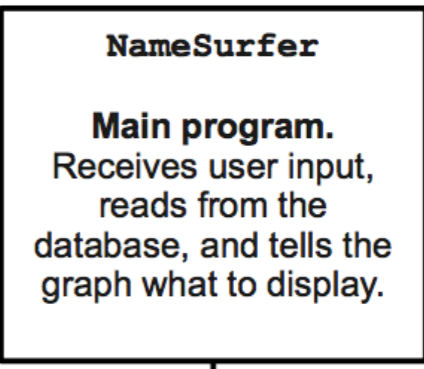 NameSurfer
Main program.
Receives user input,
reads from the
database, and tells the
graph what to display.